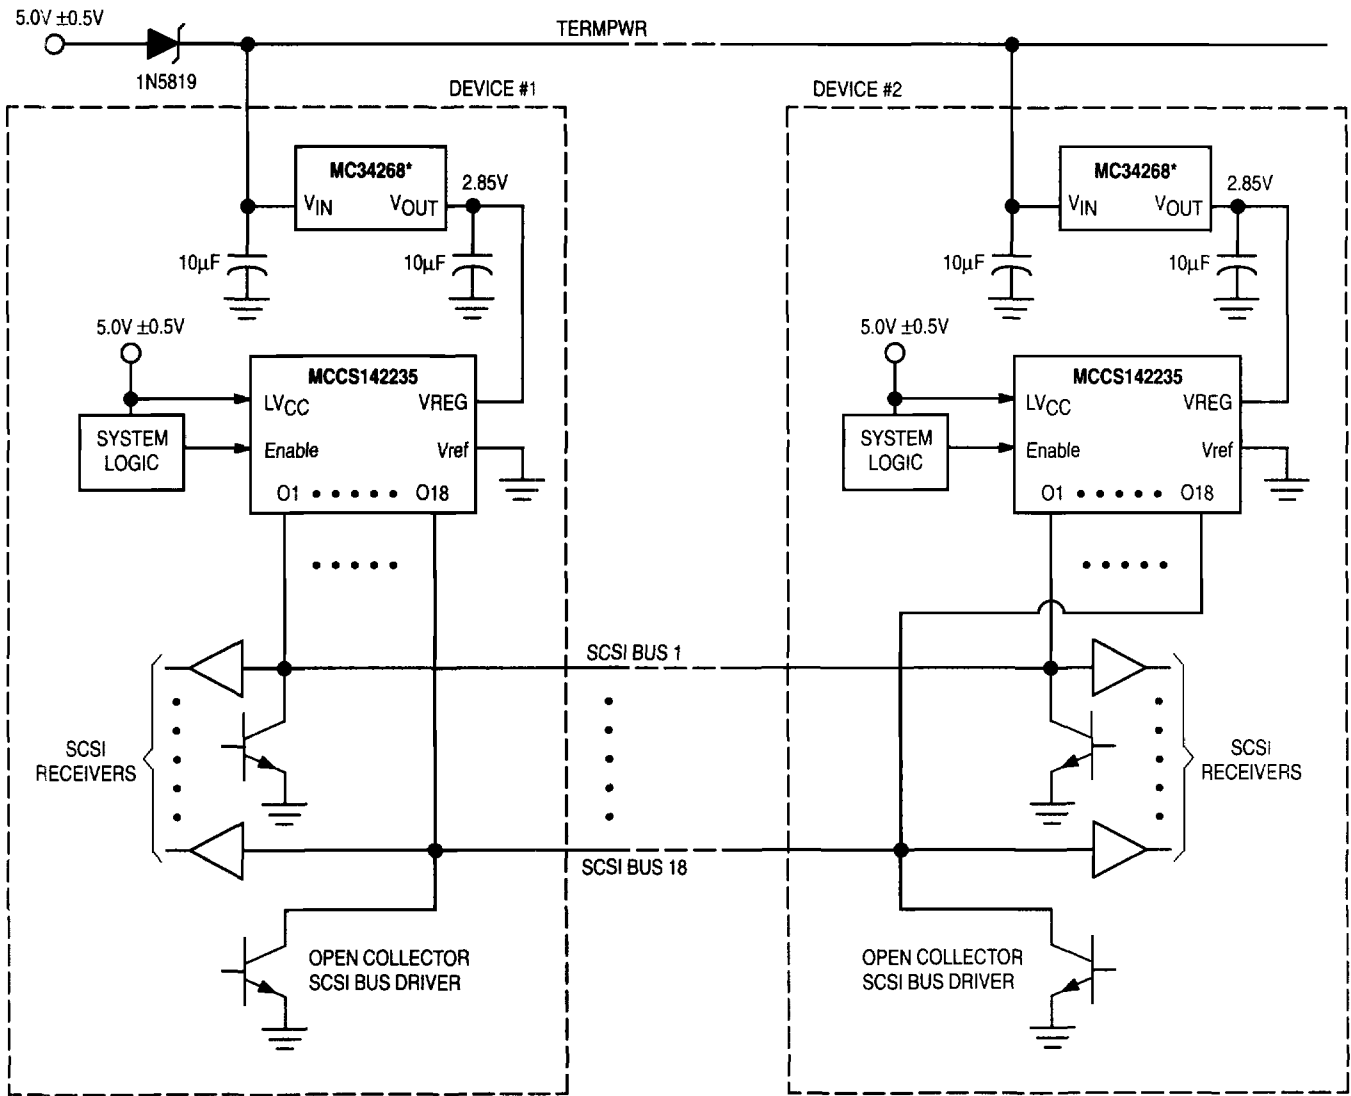 5.0V ±0.5V
TERMPWR
1N5819
DEVICE #1
DEVICE #2
MC34268*
VIN
VOUT
2.85V
10µF
10µF
MC34268*
VIN
VOUT
2.85V
10µF
10µF
5.0V ±0.5V
MCCS142235
LVCC
VREG
SYSTEM
LOGIC
Enable
Vref
O1 • • • • • O18
• • • • •
5.0V ±0.5V
MCCS142235
LVCC
VREG
SYSTEM
LOGIC
Enable
Vref
O1 • • • • • O18
• • • • •
SCSI BUS 1
SCSI
RECEIVERS
SCSI
RECEIVERS
SCSI BUS 18
OPEN COLLECTOR
SCSI BUS DRIVER
OPEN COLLECTOR
SCSI BUS DRIVER